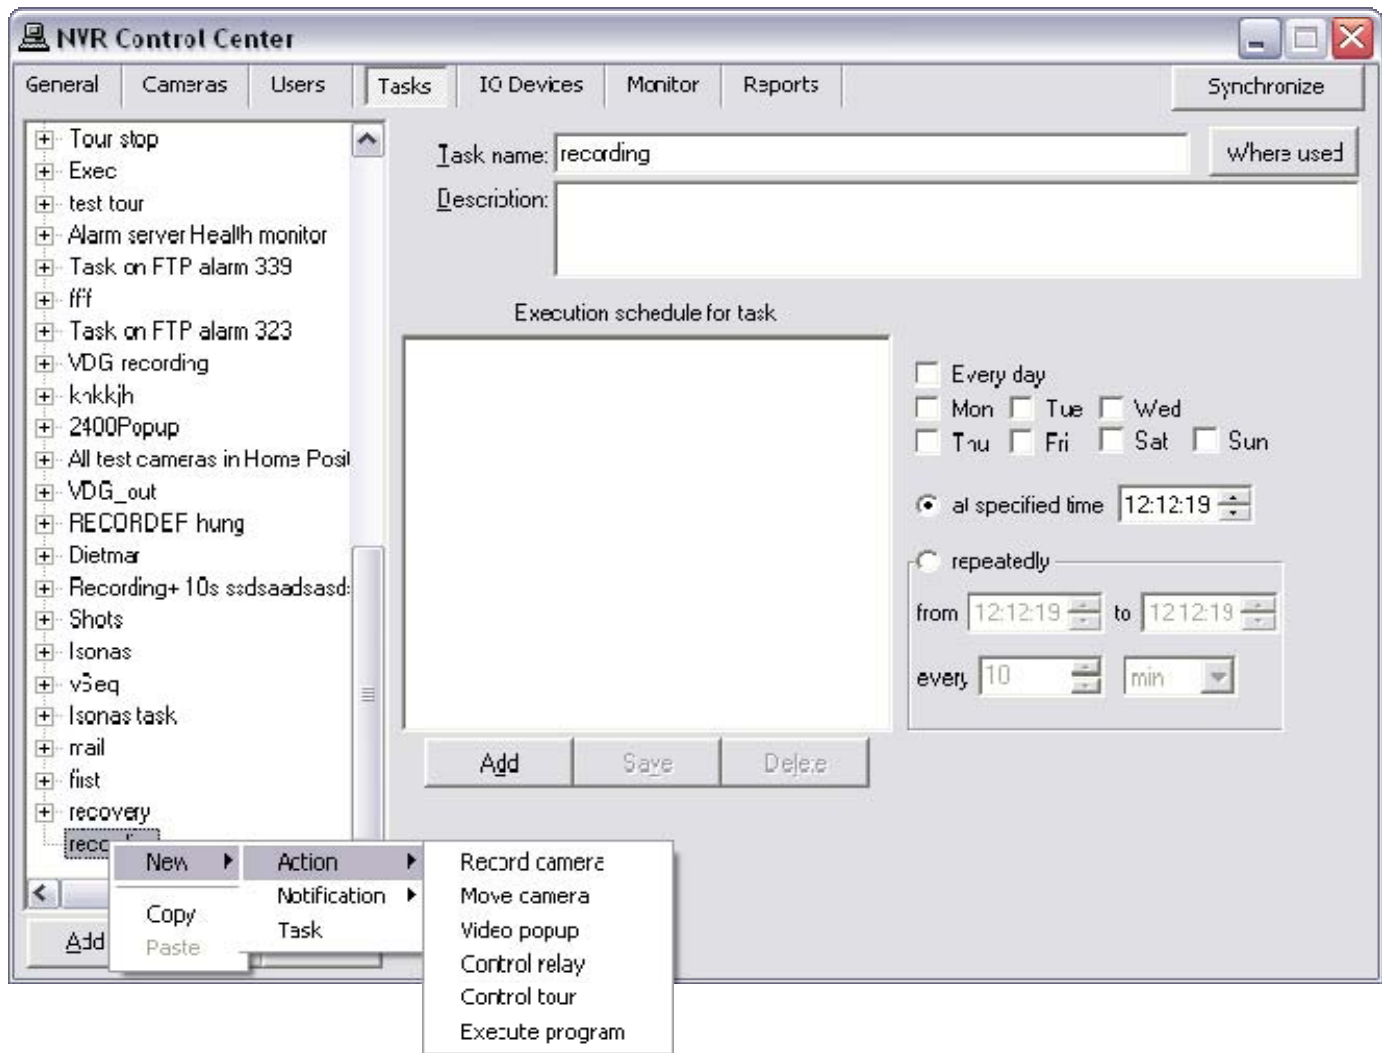 NVR Control Center
General Cameras Users Tasks IO Devices Monitor Reports Synchronize
Tour stop
Exec
test tour
Alarm server Health monitor
Task on FTP alarm 339
fff
Task on FTP alarm 323
VDG recording
knkkjh
2400Popup
All test cameras in Home Posit
VDG_out
RECORDEF hung
Dietmar
Recording+ 10s ssdsaadsasds
Shots
Isonas
vSeq
Isonas task
mail
fiist
recovery
Add
Task name: recording Where used
Description:
Execution schedule for task
Every day
Mon Tue Wed
Thu Fri Sat Sun
at specified time 12:12:19
repeatedly
from 12:12:19 to 12:12:19
every 10 min
Add Save Delete
New
Copy
Paste
Action
Notification
Task
Record camera
Move camera
Video popup
Control relay
Control tour
Execute program